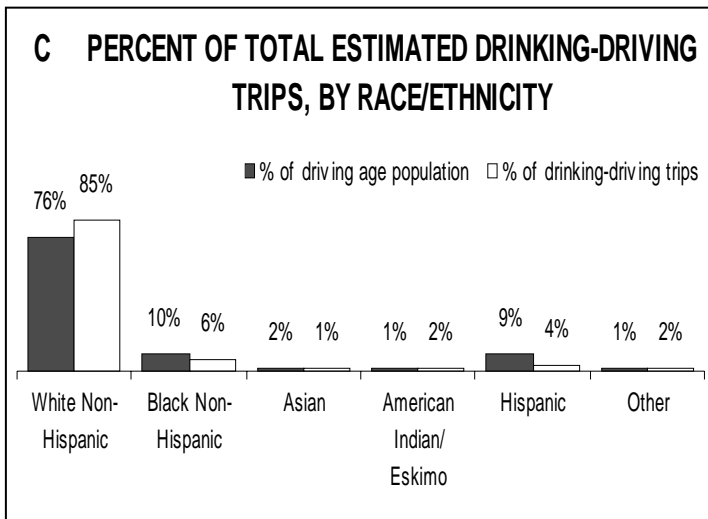 C PERCENT OF TOTAL ESTIMATED DRINKING-DRIVING
TRIPS, BY RACE/ETHNICITY
% of driving age population % of drinking-driving trips
76% 85%
10% 6%
2% 1%
1% 2%
9% 4%
1% 2%
White Non-
Hispanic
Black Non-
Hispanic
Asian
American
Indian/
Eskimo
Hispanic
Other